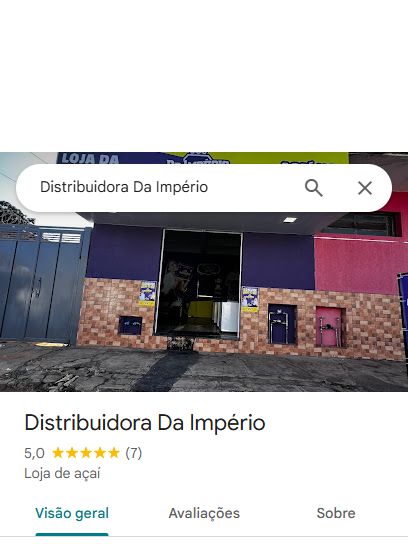 LOJA DA
Distribuidora Da Império
Distribuidora Da Império
5,0 (7)
Loja de açaí
Visão geral
Avaliações
Sobre